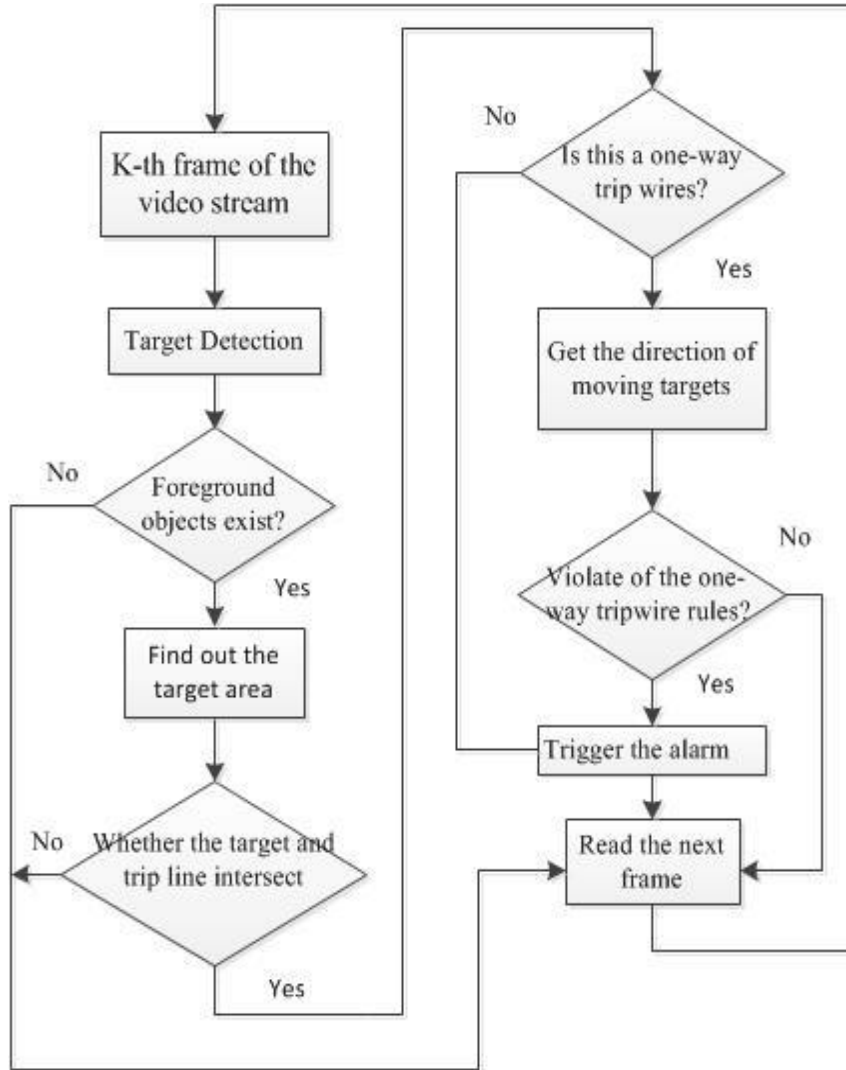 K-th frame of the
video stream
Target Detection
No
Foreground
objects exist?
Yes
Find out the
target area
No
Whether the target and
trip line intersect
Yes
No
Is this a one-way
trip wires?
Yes
Get the direction of
moving targets
No
Violate of the one-
way tripwire rules?
Yes
Trigger the alarm
Read the next
frame